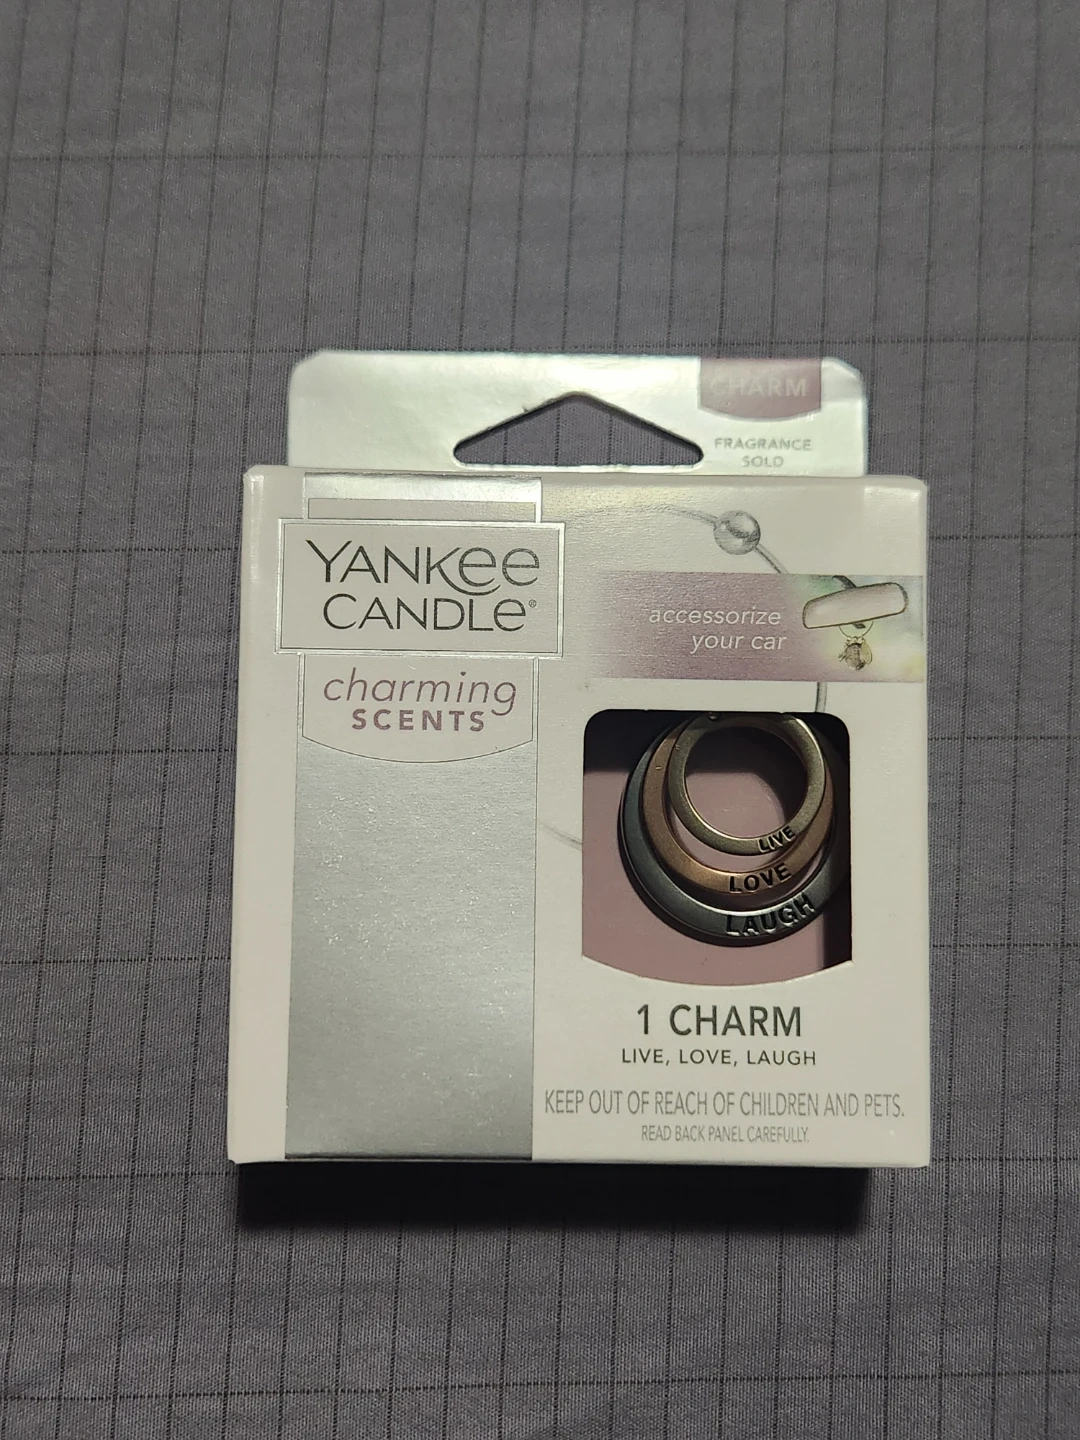 CHARM
FRAGRANCE
SOLD
YANKEE
CANDLE®
charming
SCENTS
accessorize
your car
LIVE
LOVE
LAUGH
1 CHARM
LIVE, LOVE, LAUGH
KEEP OUT OF REACH OF CHILDREN AND PETS.
READ BACK PANEL CAREFULLY.